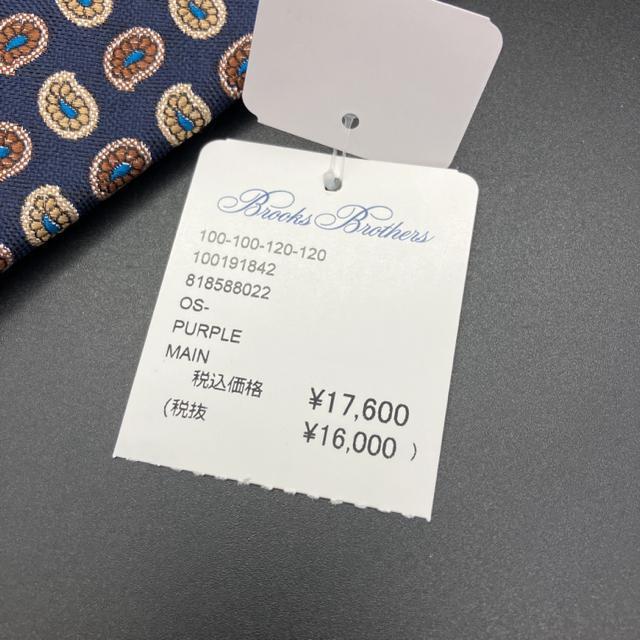 Brooks Brothers
100-100-120-120
100191842
818588022
OS-
PURPLE
MAIN
税込価格 ¥17,600
(税抜 ¥16,000 )